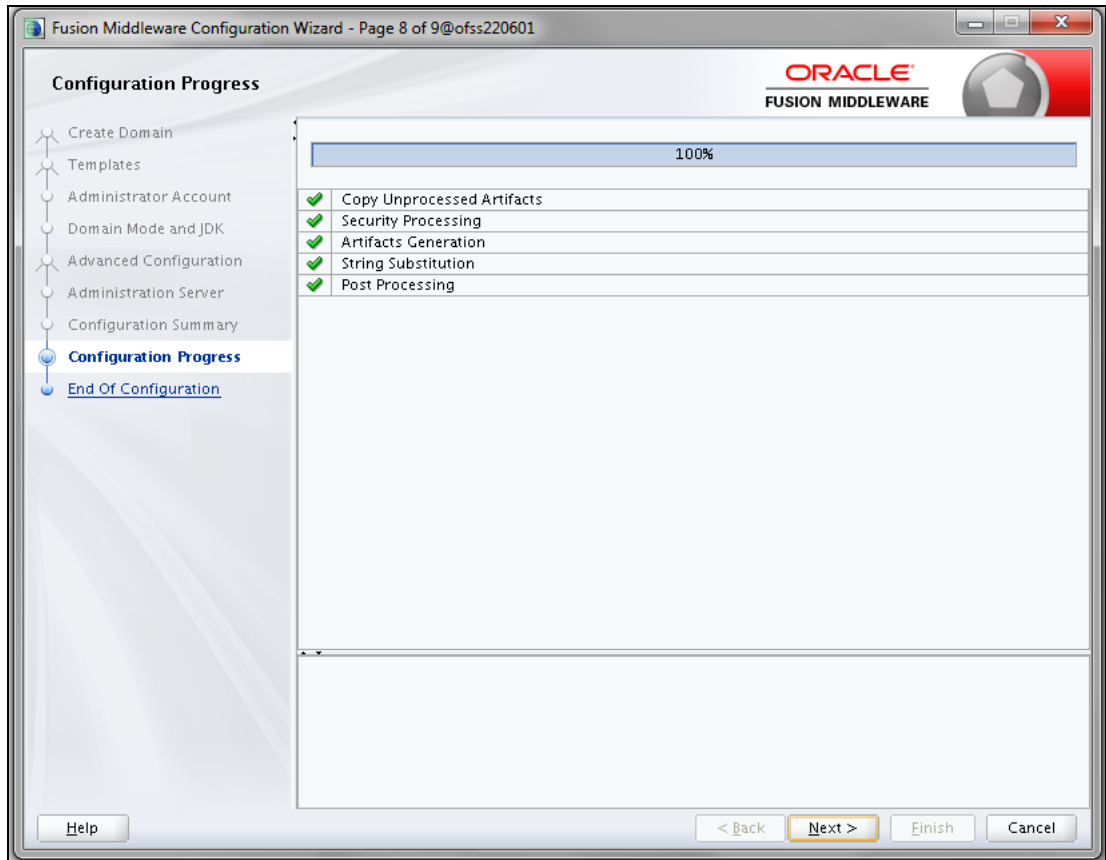 Fusion Middleware Configuration Wizard - Page 8 of 9@ofss220601
Configuration Progress
ORACLE®
FUSION MIDDLEWARE
Create Domain
Templates
Administrator Account
Domain Mode and JDK
Advanced Configuration
Administration Server
Configuration Summary
Configuration Progress
End Of Configuration
100%
Copy Unprocessed Artifacts
Security Processing
Artifacts Generation
String Substitution
Post Processing
Help
< Back
Next >
Finish
Cancel